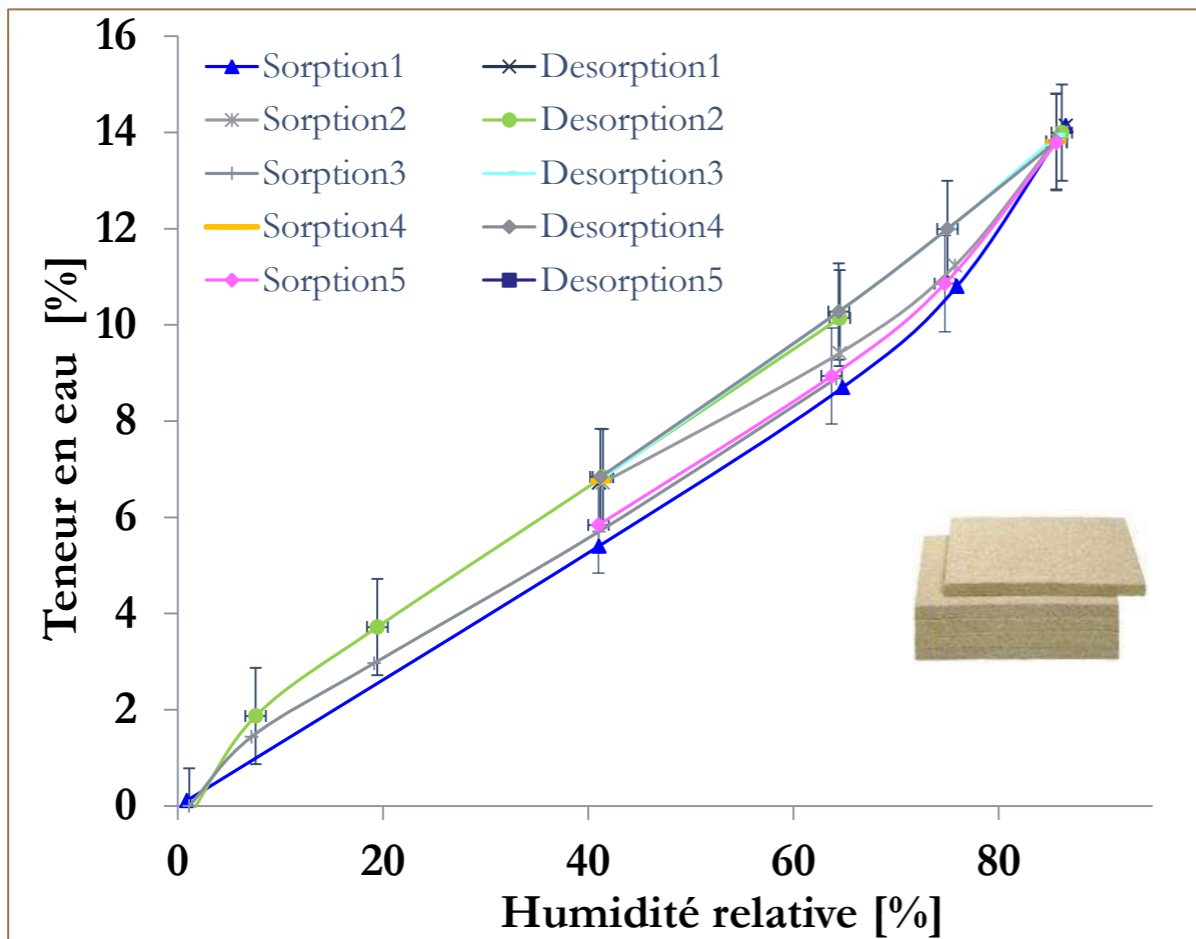 16
14
12
10
8
6
4
2
0
Teneur en eau [%]
Sorption1
Desorption1
Sorption2
Desorption2
Sorption3
Desorption3
Sorption4
Desorption4
Sorption5
Desorption5
0 20 40 60 80
Humidité relative [%]